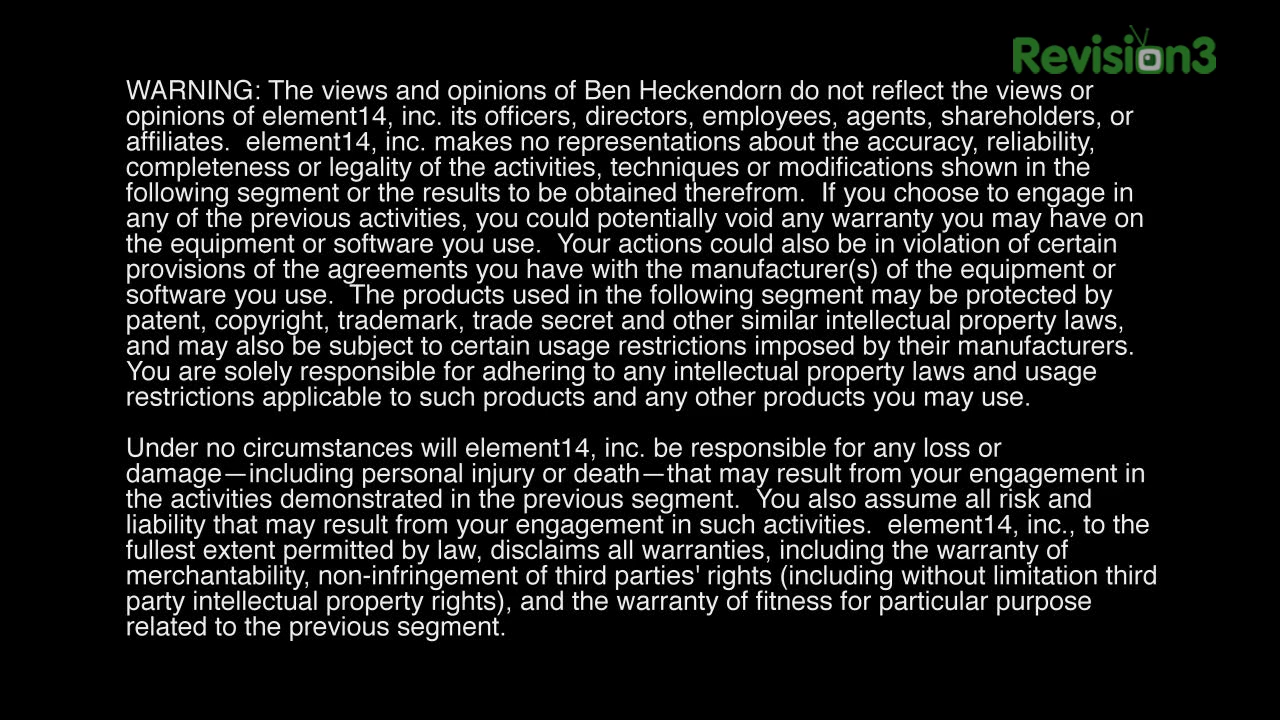 Revision3
WARNING: The views and opinions of Ben Heckendorn do not reflect the views or
opinions of element14, inc. its officers, directors, employees, agents, shareholders, or
affiliates.  element14, inc. makes no representations about the accuracy, reliability,
completeness or legality of the activities, techniques or modifications shown in the
following segment or the results to be obtained therefrom.  If you choose to engage in
any of the previous activities, you could potentially void any warranty you may have on
the equipment or software you use.  Your actions could also be in violation of certain
provisions of the agreements you have with the manufacturer(s) of the equipment or
software you use.  The products used in the following segment may be protected by
patent, copyright, trademark, trade secret and other similar intellectual property laws,
and may also be subject to certain usage restrictions imposed by their manufacturers.
You are solely responsible for adhering to any intellectual property laws and usage
restrictions applicable to such products and any other products you may use.
Under no circumstances will element14, inc. be responsible for any loss or
damage—including personal injury or death—that may result from your engagement in
the activities demonstrated in the previous segment.  You also assume all risk and
liability that may result from your engagement in such activities.  element14, inc., to the
fullest extent permitted by law, disclaims all warranties, including the warranty of
merchantability, non-infringement of third parties' rights (including without limitation third
party intellectual property rights), and the warranty of fitness for particular purpose
related to the previous segment.